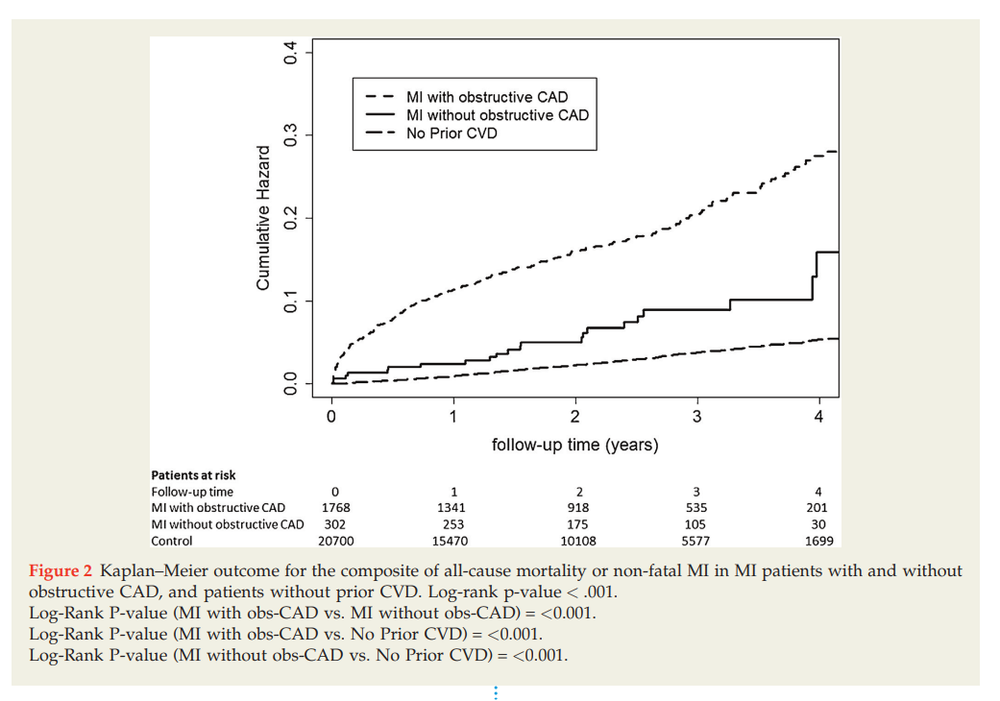 0.4
0.3
0.2
0.1
0.0
Cumulative Hazard
MI with obstructive CAD
MI without obstructive CAD
No Prior CVD
0 1 2 3 4
follow-up time (years)
Patients at risk
Follow-up time 0 1 2 3 4
MI with obstructive CAD 1768 1341 918 535 201
MI without obstructive CAD 302 253 175 105 30
Control 20700 15470 10108 5577 1699
Figure 2 Kaplan–Meier outcome for the composite of all-cause mortality or non-fatal MI in MI patients with and without
obstructive CAD, and patients without prior CVD. Log-rank p-value < .001.
Log-Rank P-value (MI with obs-CAD vs. MI without obs-CAD) = <0.001.
Log-Rank P-value (MI with obs-CAD vs. No Prior CVD) = <0.001.
Log-Rank P-value (MI without obs-CAD vs. No Prior CVD) = <0.001.